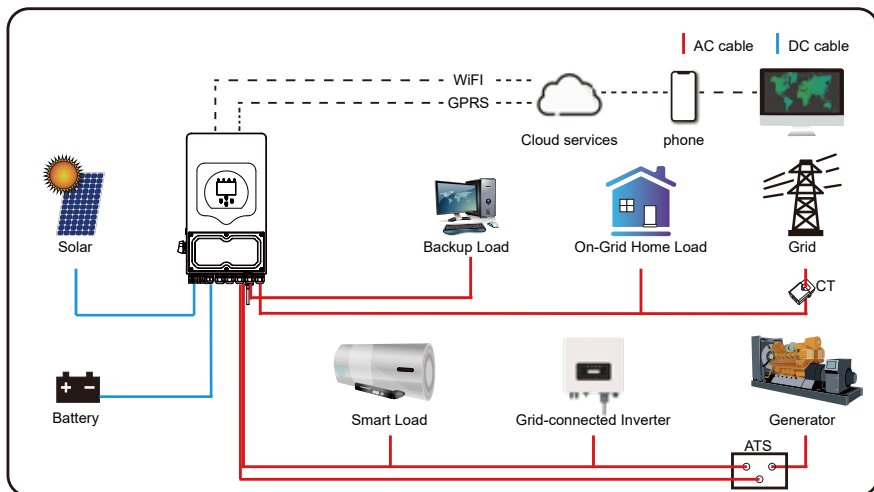 AC cable
DC cable
WiFI
GPRS
Cloud services
phone
Solar
Backup Load
On-Grid Home Load
Grid
CT
Battery
Smart Load
Grid-connected Inverter
Generator
ATS